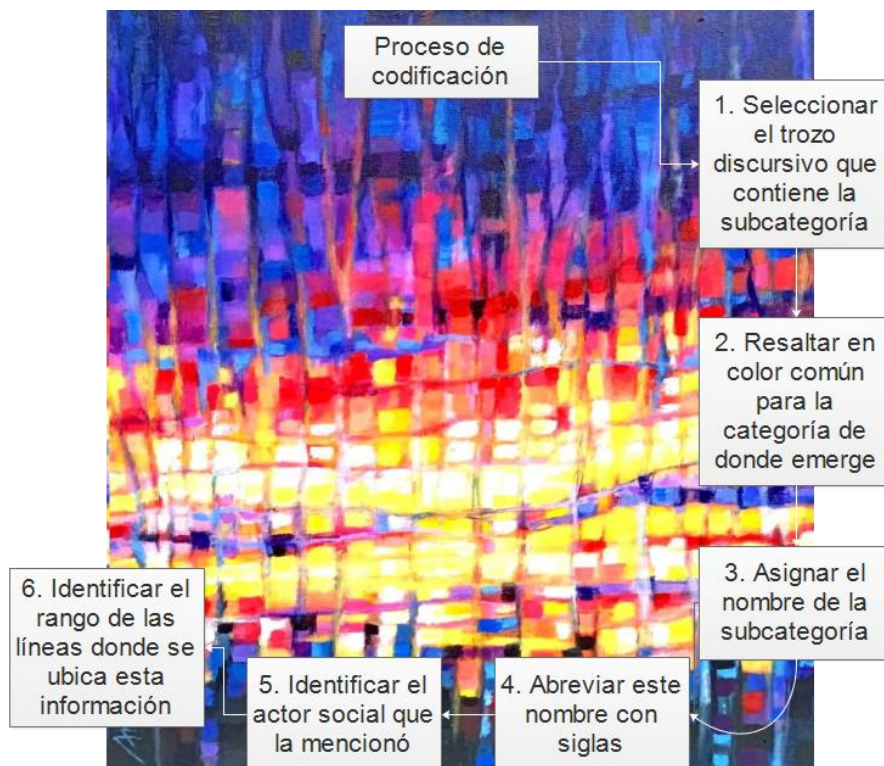 Proceso de
codificación
1. Seleccionar
el trozo
discursivo que
contiene la
subcategoría
2. Resaltar en
color común
para la
categoría de
donde emerge
3. Asignar el
nombre de la
subcategoría
4. Abreviar este
nombre con
siglas
5. Identificar el
actor social que
la mencionó
6. Identificar el
rango de las
líneas donde se
ubica esta
información